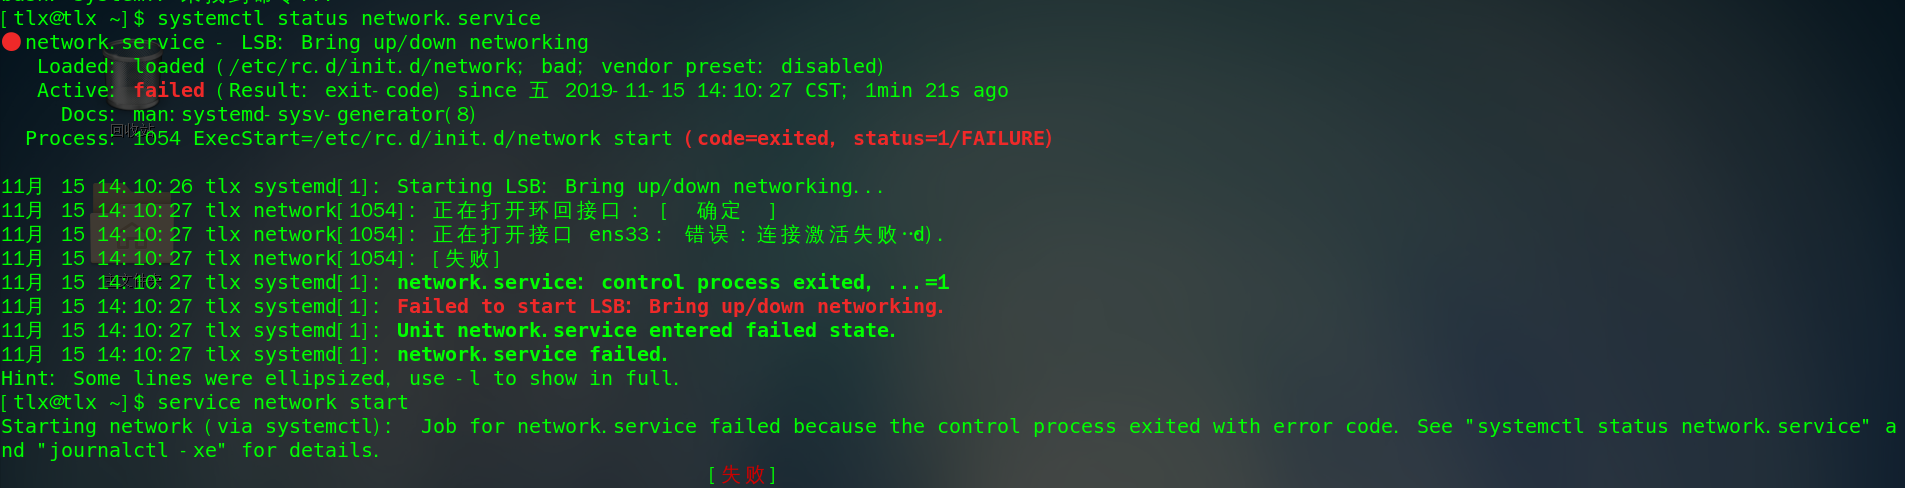 [tlx@tlx ~]$ systemctl status network.service
● network.service - LSB: Bring up/down networking
Loaded: loaded (/etc/rc.d/init.d/network; bad; vendor preset: disabled)
Active: failed (Result: exit-code) since 五 2019-11-15 14:10:27 CST; 1min 21s ago
Docs: man:systemd-sysv-generator(8)
回收站
Process: 1054 ExecStart=/etc/rc.d/init.d/network start (code=exited, status=1/FAILURE)
11月 15 14:10:26 tlx systemd[1]: Starting LSB: Bring up/down networking...
11月 15 14:10:27 tlx network[1054]: 正在打开环回接口： [  确定  ]
11月 15 14:10:27 tlx network[1054]: 正在打开接口 ens33： 错误：连接激活失败…d).
11月 15 14:10:27 tlx network[1054]: [失败]
11月 15 14:10:27 tlx systemd[1]: network.service: control process exited, ...=1
11月 15 14:10:27 tlx systemd[1]: Failed to start LSB: Bring up/down networking.
11月 15 14:10:27 tlx systemd[1]: Unit network.service entered failed state.
11月 15 14:10:27 tlx systemd[1]: network.service failed.
Hint: Some lines were ellipsized, use -l to show in full.
[tlx@tlx ~]$ service network start
Starting network (via systemctl):  Job for network.service failed because the control process exited with error code. See "systemctl status network.service" a
nd "journalctl -xe" for details.
[失败]